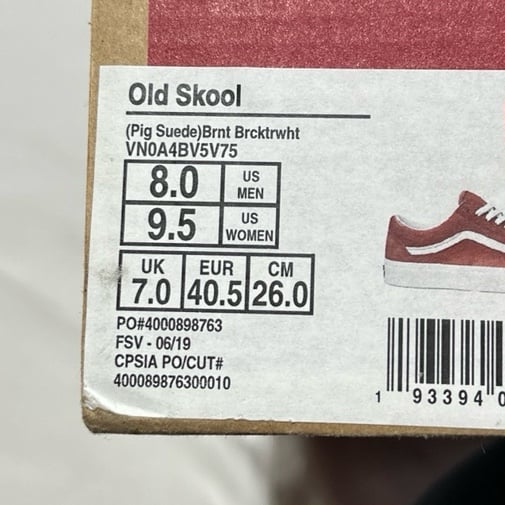 Old Skool
(Pig Suede)Brnt Brcktrwht
VN0A4BV5V75
8.0 US MEN
9.5 US WOMEN
UK EUR CM
7.0 40.5 26.0
PO#4000898763
FSV - 06/19
CPSIA PO/CUT#
400089876300010
1 93394 0